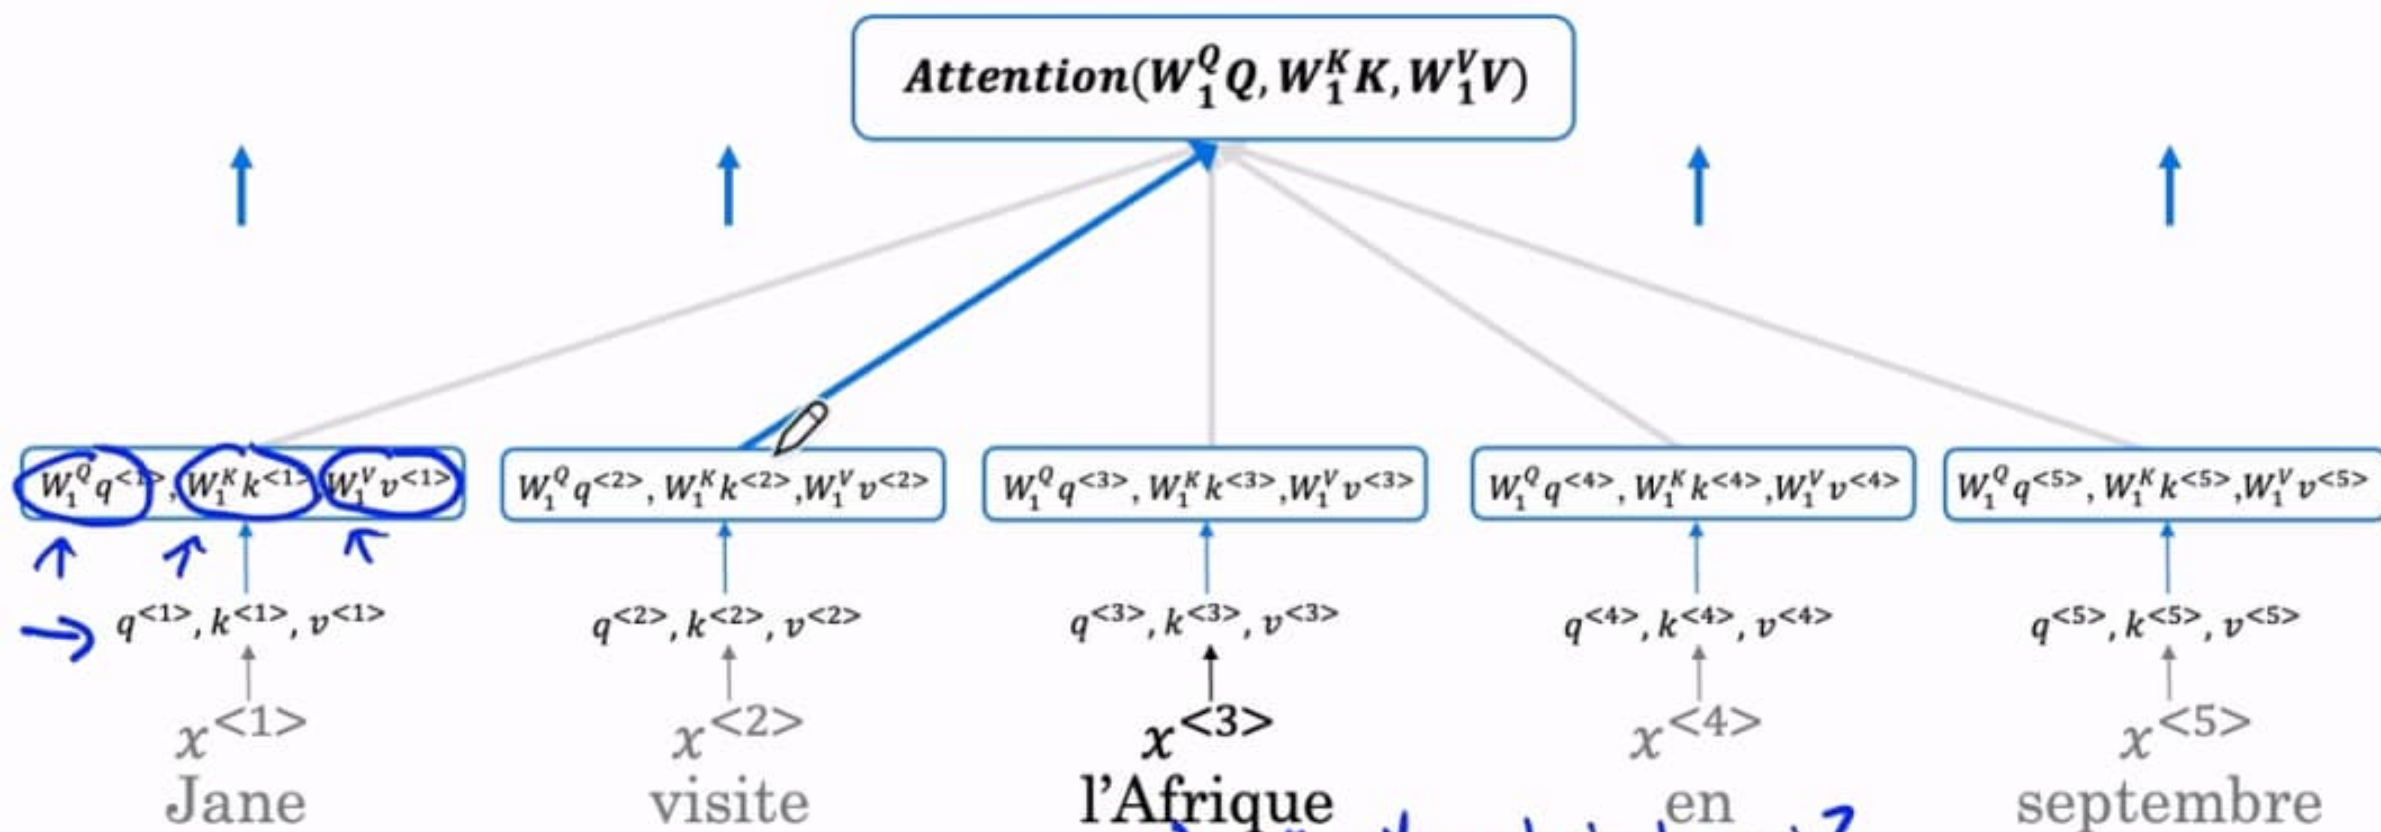 Attention(W₁^Q Q, W₁^K K, W₁^V V)
W₁^Q q^<1>, W₁^K k^<1>, W₁^V v^<1> W₁^Q q^<2>, W₁^K k^<2>, W₁^V v^<2> W₁^Q q^<3>, W₁^K k^<3>, W₁^V v^<3> W₁^Q q^<4>, W₁^K k^<4>, W₁^V v^<4> W₁^Q q^<5>, W₁^K k^<5>, W₁^V v^<5>
q^<1>, k^<1>, v^<1> q^<2>, k^<2>, v^<2> q^<3>, k^<3>, v^<3> q^<4>, k^<4>, v^<4> q^<5>, k^<5>, v^<5>
x^<1> x^<2> x^<3> x^<4> x^<5>
Jane visite l'Afrique en septembre